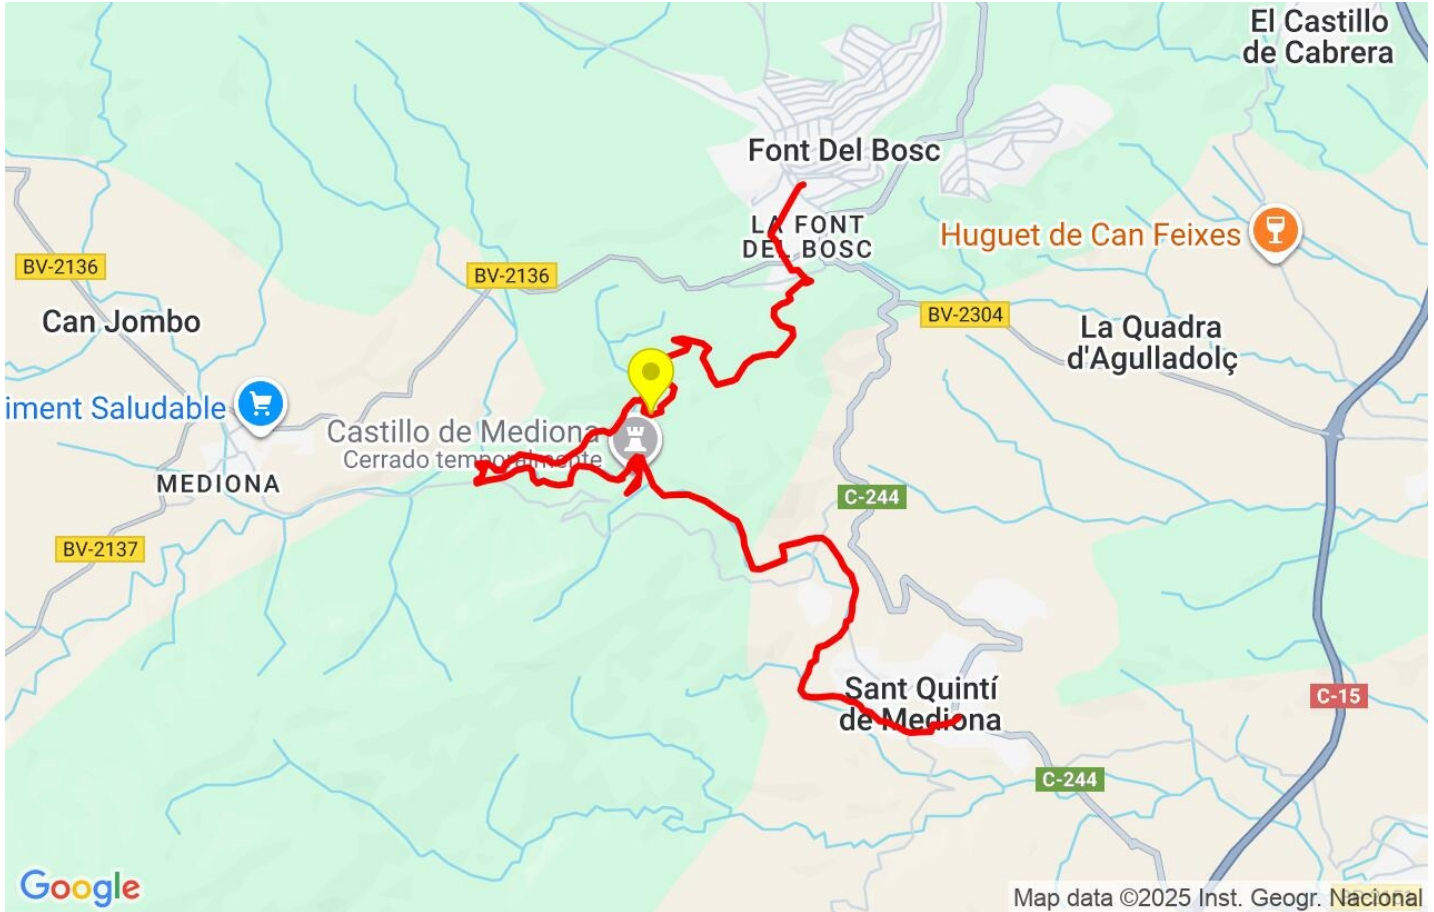 El Castillo
de Cabrera
Font Del Bosc
LA FONT
DEL BOSC
Huguet de Can Feixes
BV-2136
BV-2136
Can Jombo
BV-2304
La Quadra
d'Agulladolç
iment Saludable
Castillo de Mediona
Cerrado temporalmente
MEDIONA
C-244
BV-2137
Sant Quintí
de Mediona
C-15
C-244
Google
Map data ©2025 Inst. Geogr. Nacional